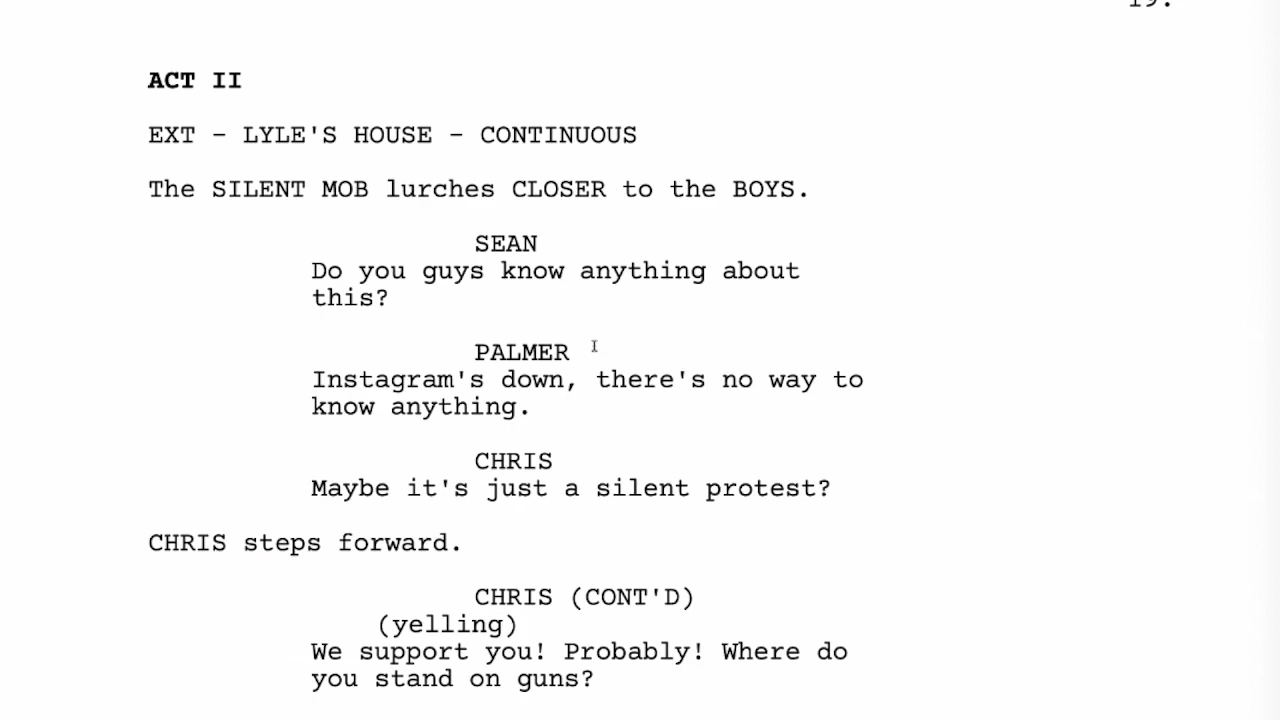 19.
ACT II
EXT - LYLE'S HOUSE - CONTINUOUS
The SILENT MOB lurches CLOSER to the BOYS.
SEAN
Do you guys know anything about
this?
PALMER
Instagram's down, there's no way to
know anything.
CHRIS
Maybe it's just a silent protest?
CHRIS steps forward.
CHRIS (CONT'D)
(yelling)
We support you! Probably! Where do
you stand on guns?